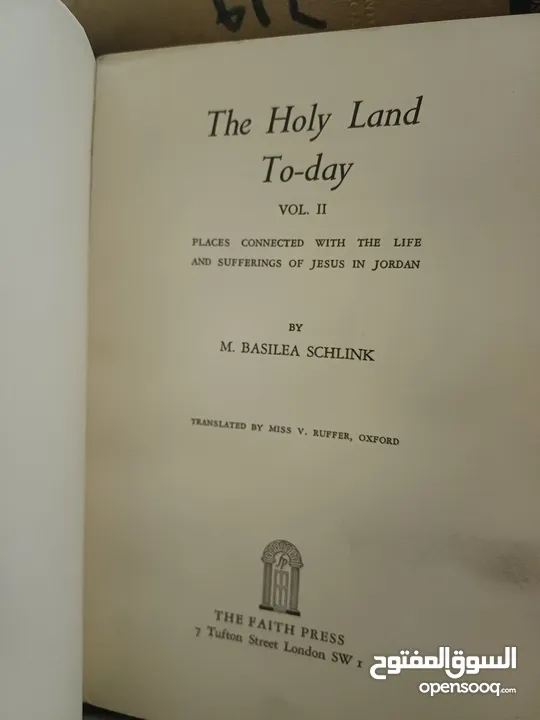 719
The Holy Land
To-day
VOL. II
PLACES CONNECTED WITH THE LIFE
AND SUFFERINGS OF JESUS IN JORDAN
BY
M. BASILEA SCHLINK
TRANSLATED BY MISS V. RUFFER, OXFORD
THE FAITH PRESS
7 Tufton Street London SW 1
السوق المفتوح
opensooq.com